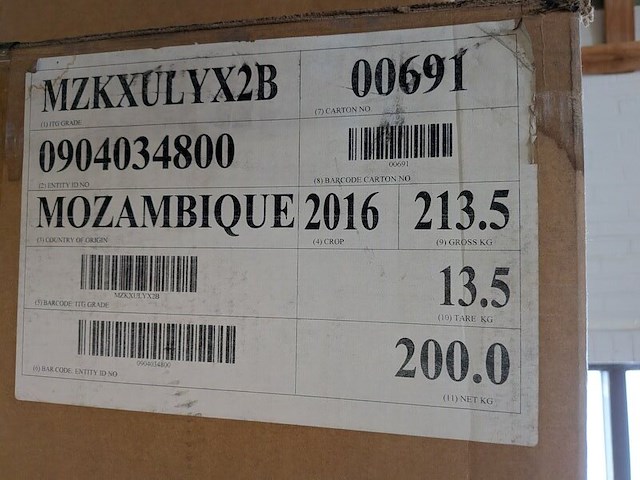 MZKXULYX2B 00691
(1) ITG GRADE (7) CARTON NO.
0904034800
00691
(2) ENTITY ID NO (8) BARCODE CARTON NO
MOZAMBIQUE 2016 213.5
(3) COUNTRY OF ORIGIN (4) CROP (9) GROSS KG
13.5
MZKXULYX2B
(5) BARCODE: ITG GRADE (10) TARE KG
200.0
0904034800
(6) BAR CODE: ENTITY ID NO (11) NET KG